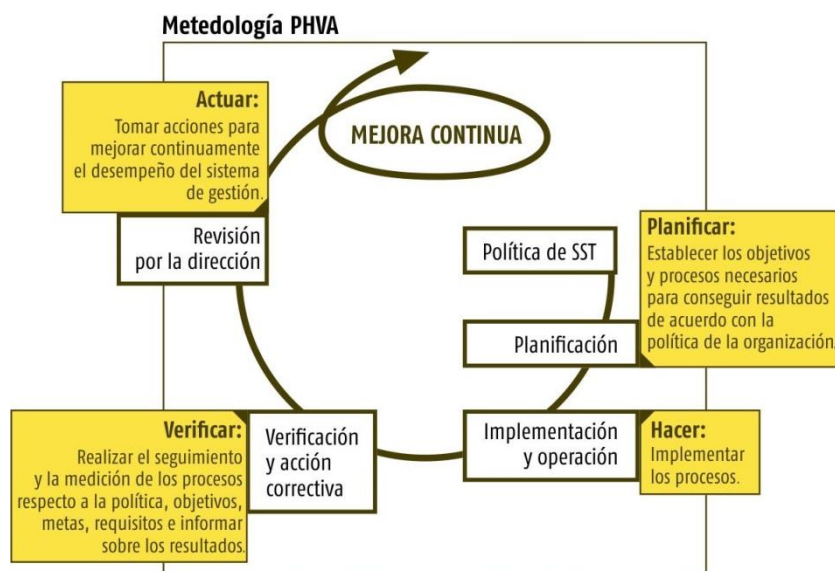 Metedología PHVA
Actuar:
Tomar acciones para
mejorar continuamente
el desempeño del sistema
de gestión.
MEJORA CONTINUA
Revisión
por la dirección
Política de SST
Planificar:
Establecer los objetivos
y procesos necesarios
para conseguir resultados
de acuerdo con la
política de la organización.
Planificación
Verificar:
Realizar el seguimiento
y la medición de los procesos
respecto a la política, objetivos,
metas, requisitos e informar
sobre los resultados.
Verificación
y acción
correctiva
Implementación
y operación
Hacer:
Implementar
los procesos.